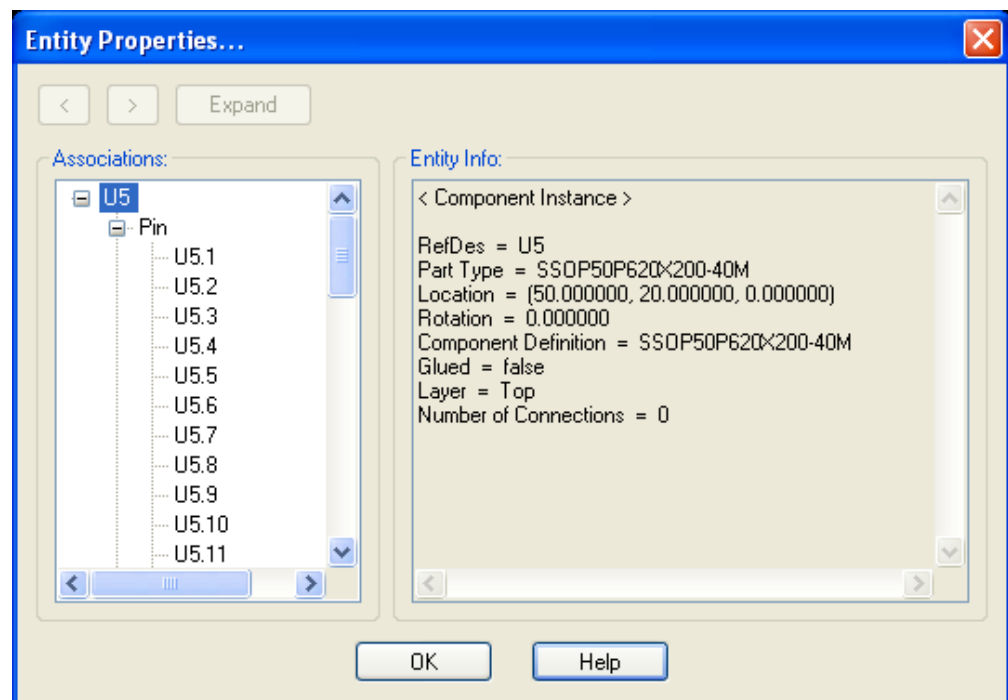 Entity Properties...
< > Expand
Associations:
U5
Pin
U5.1
U5.2
U5.3
U5.4
U5.5
U5.6
U5.7
U5.8
U5.9
U5.10
U5.11
Entity Info:
< Component Instance >
RefDes = U5
Part Type = SSOP50P620X200-40M
Location = (50.000000, 20.000000, 0.000000)
Rotation = 0.000000
Component Definition = SSOP50P620X200-40M
Glued = false
Layer = Top
Number of Connections = 0
OK Help